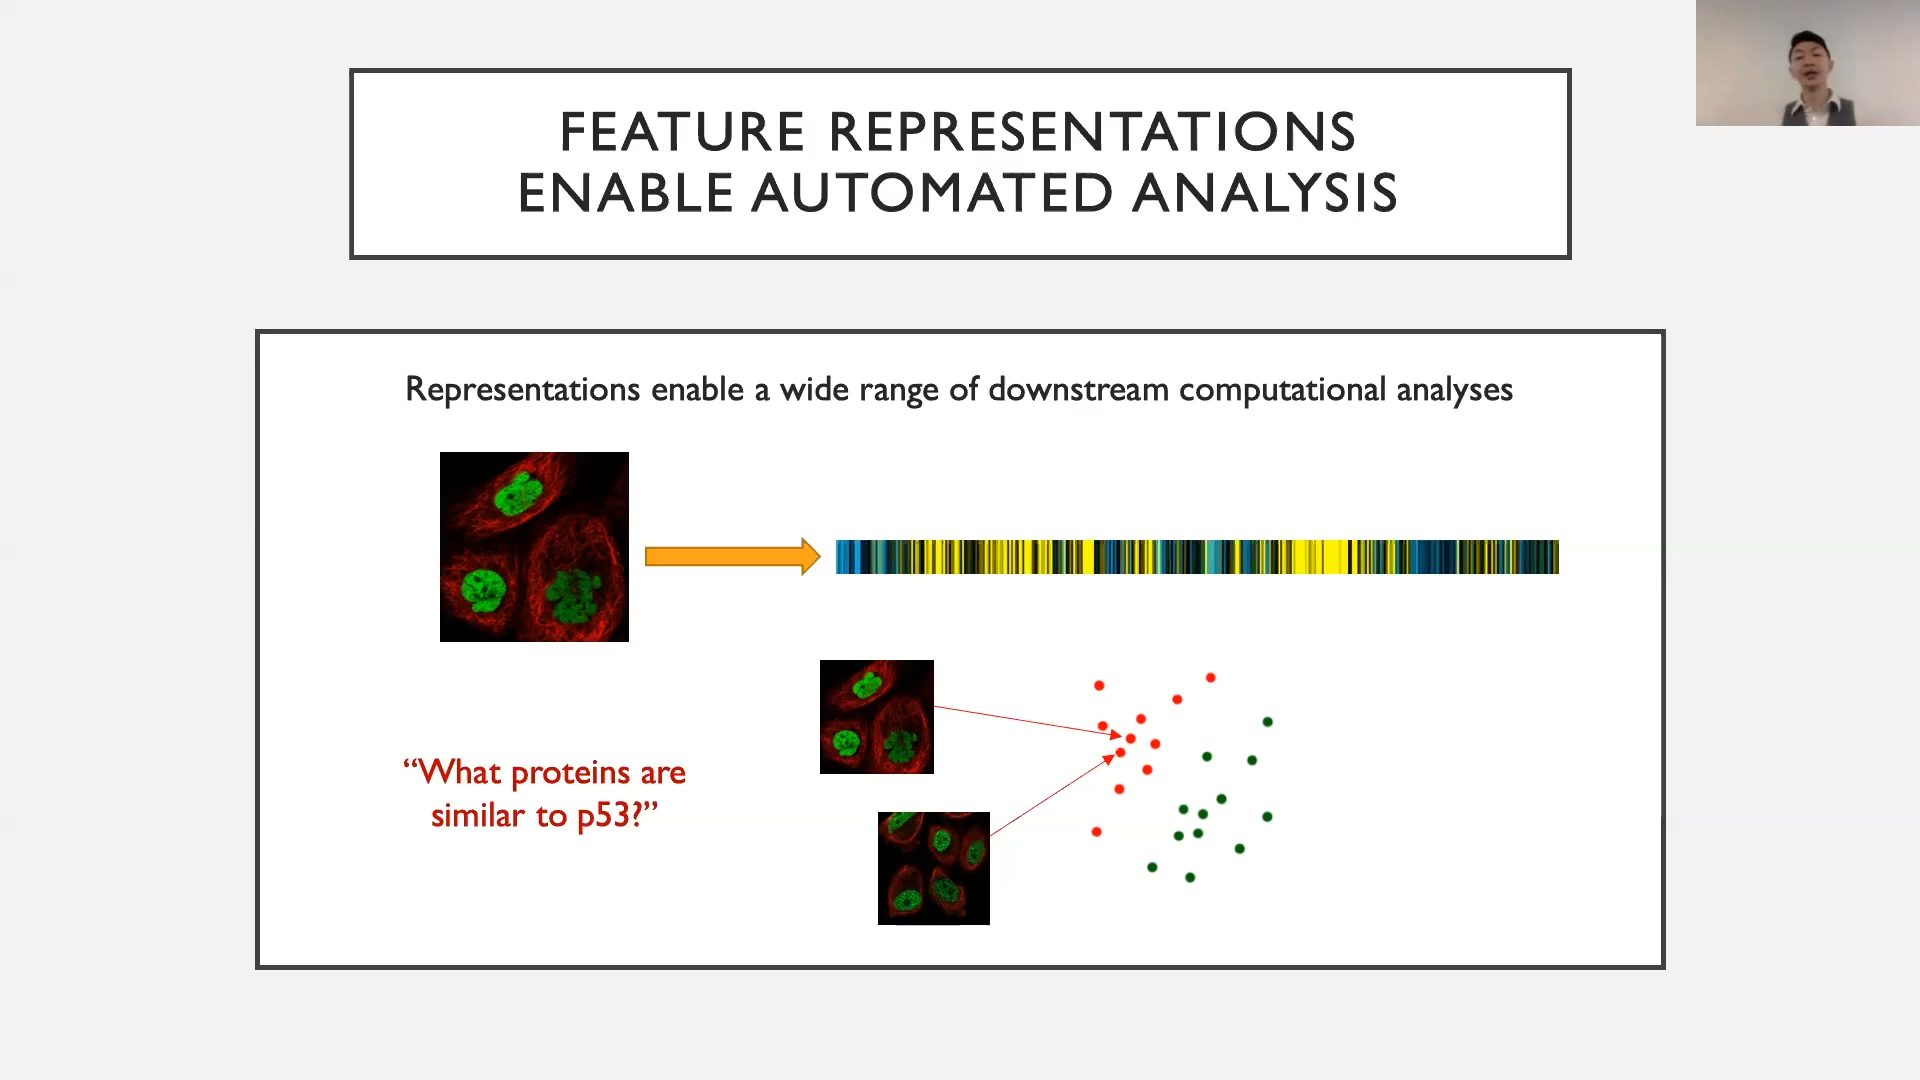 FEATURE REPRESENTATIONS
ENABLE AUTOMATED ANALYSIS
Representations enable a wide range of downstream computational analyses
“What proteins are
similar to p53?”